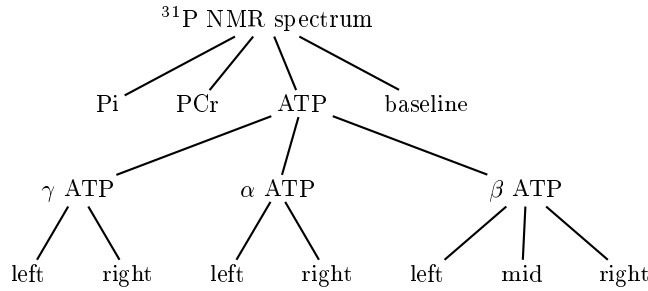 ³¹P NMR spectrum
Pi PCr ATP baseline
γ ATP α ATP β ATP
left right left right left mid right